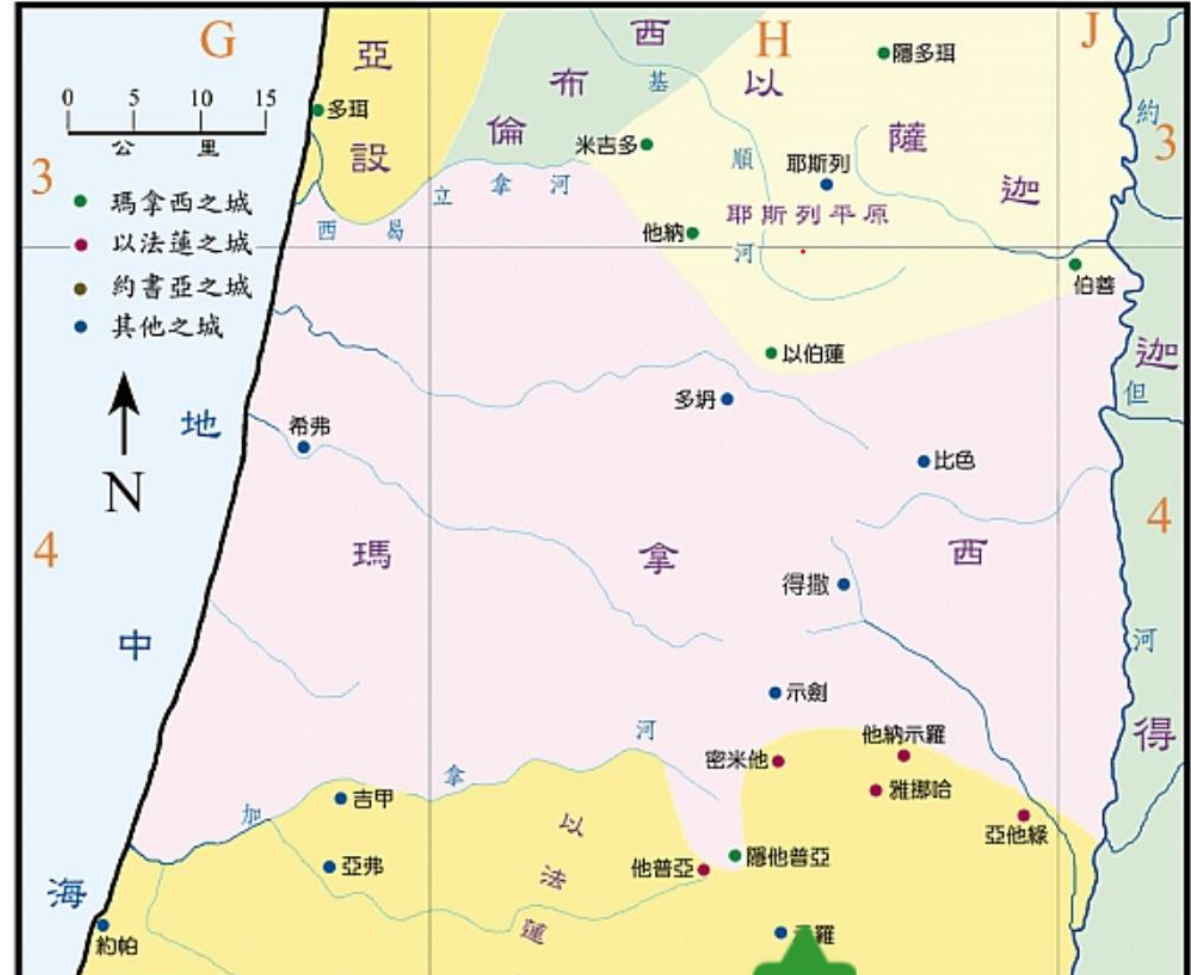 G
H
J
3
4
3
4
0 5 10 15
公里
瑪拿西之城
以法蓮之城
約書亞之城
其他之城
N
地中海
亞設
西布倫
以薩迦
瑪拿西
以法蓮
迦得
約但河
基順河
立拿河
西曷
加拿河
耶斯列平原
隱多珥
多珥
米吉多
耶斯列
他納
伯善
以伯蓮
多坍
希弗
比色
得撒
示劍
密米他
他納示羅
雅挪哈
亞他綠
吉甲
亞弗
他普亞
隱他普亞
約帕
羅